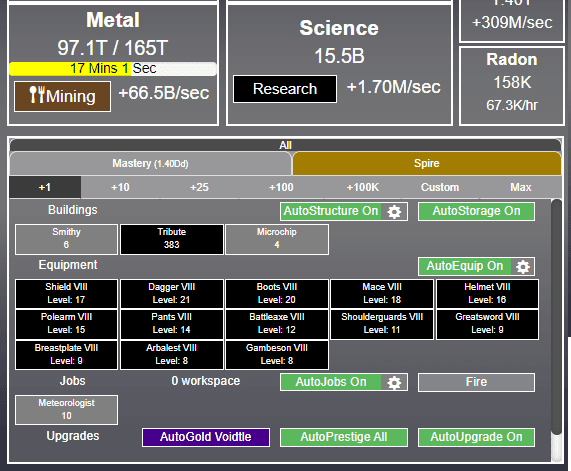 Metal
97.1T / 165T
17 Mins 1 Sec
Mining
+66.5B/sec
Science
15.5B
Research
+1.70M/sec
+309M/sec
Radon
158K
67.3K/hr
All
Mastery (1.40Dd)
Spire
+1
+10
+25
+100
+100K
Custom
Max
Buildings
AutoStructure On
AutoStorage On
Smithy
6
Tribute
383
Microchip
4
Equipment
AutoEquip On
Shield VIII
Level: 17
Dagger VIII
Level: 21
Boots VIII
Level: 20
Mace VIII
Level: 18
Helmet VIII
Level: 16
Polearm VIII
Level: 15
Pants VIII
Level: 14
Battleaxe VIII
Level: 12
Shoulderguards VIII
Level: 11
Greatsword VIII
Level: 9
Breastplate VIII
Level: 9
Arbalest VIII
Level: 8
Gambeson VIII
Level: 8
Jobs
0 workspace
AutoJobs On
Fire
Meteorologist
10
Upgrades
AutoGold Voidtle
AutoPrestige All
AutoUpgrade On